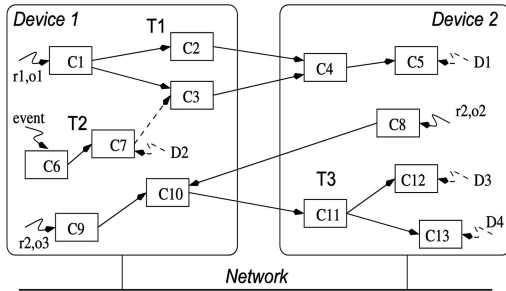 Device 1
Device 2
T1
C1
C2
C3
C4
C5
D1
r1,o1
event
T2
C6
C7
D2
C8
r2,o2
C9
r2,o3
C10
T3
C11
C12
D3
C13
D4
Network